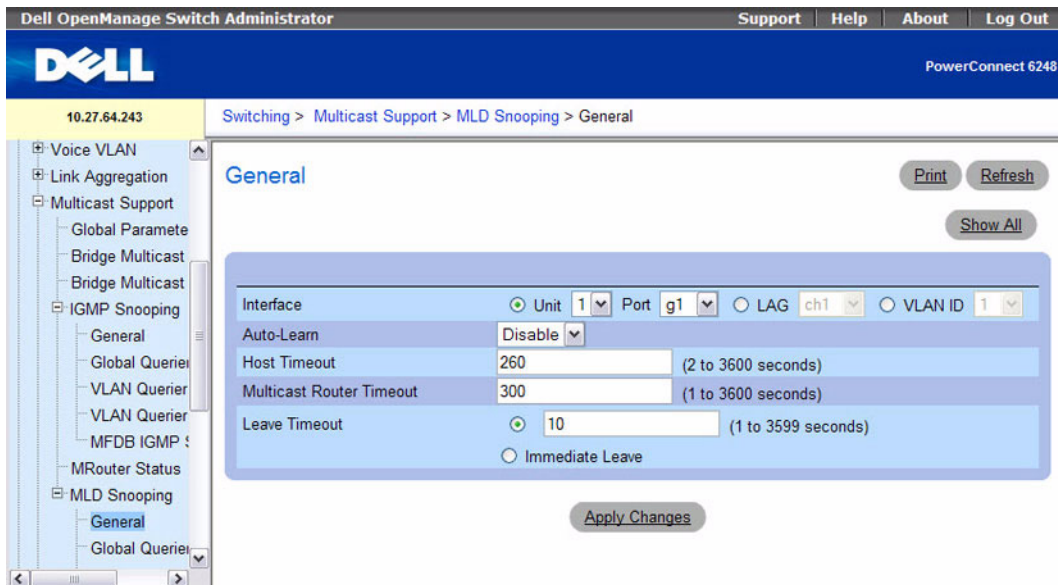 Dell OpenManage Switch Administrator Support Help About Log Out
DELL
PowerConnect 6248
10.27.64.243
Switching > Multicast Support > MLD Snooping > General
Voice VLAN
Link Aggregation
Multicast Support
Global Paramete
Bridge Multicast
Bridge Multicast
IGMP Snooping
General
Global Querier
VLAN Querier
VLAN Querier
MFDB IGMP
MRouter Status
MLD Snooping
General
Global Querier
General
Print Refresh
Show All
Interface Unit 1 Port g1 LAG ch1 VLAN ID 1
Auto-Learn Disable
Host Timeout 260 (2 to 3600 seconds)
Multicast Router Timeout 300 (1 to 3600 seconds)
Leave Timeout 10 (1 to 3599 seconds)
Immediate Leave
Apply Changes